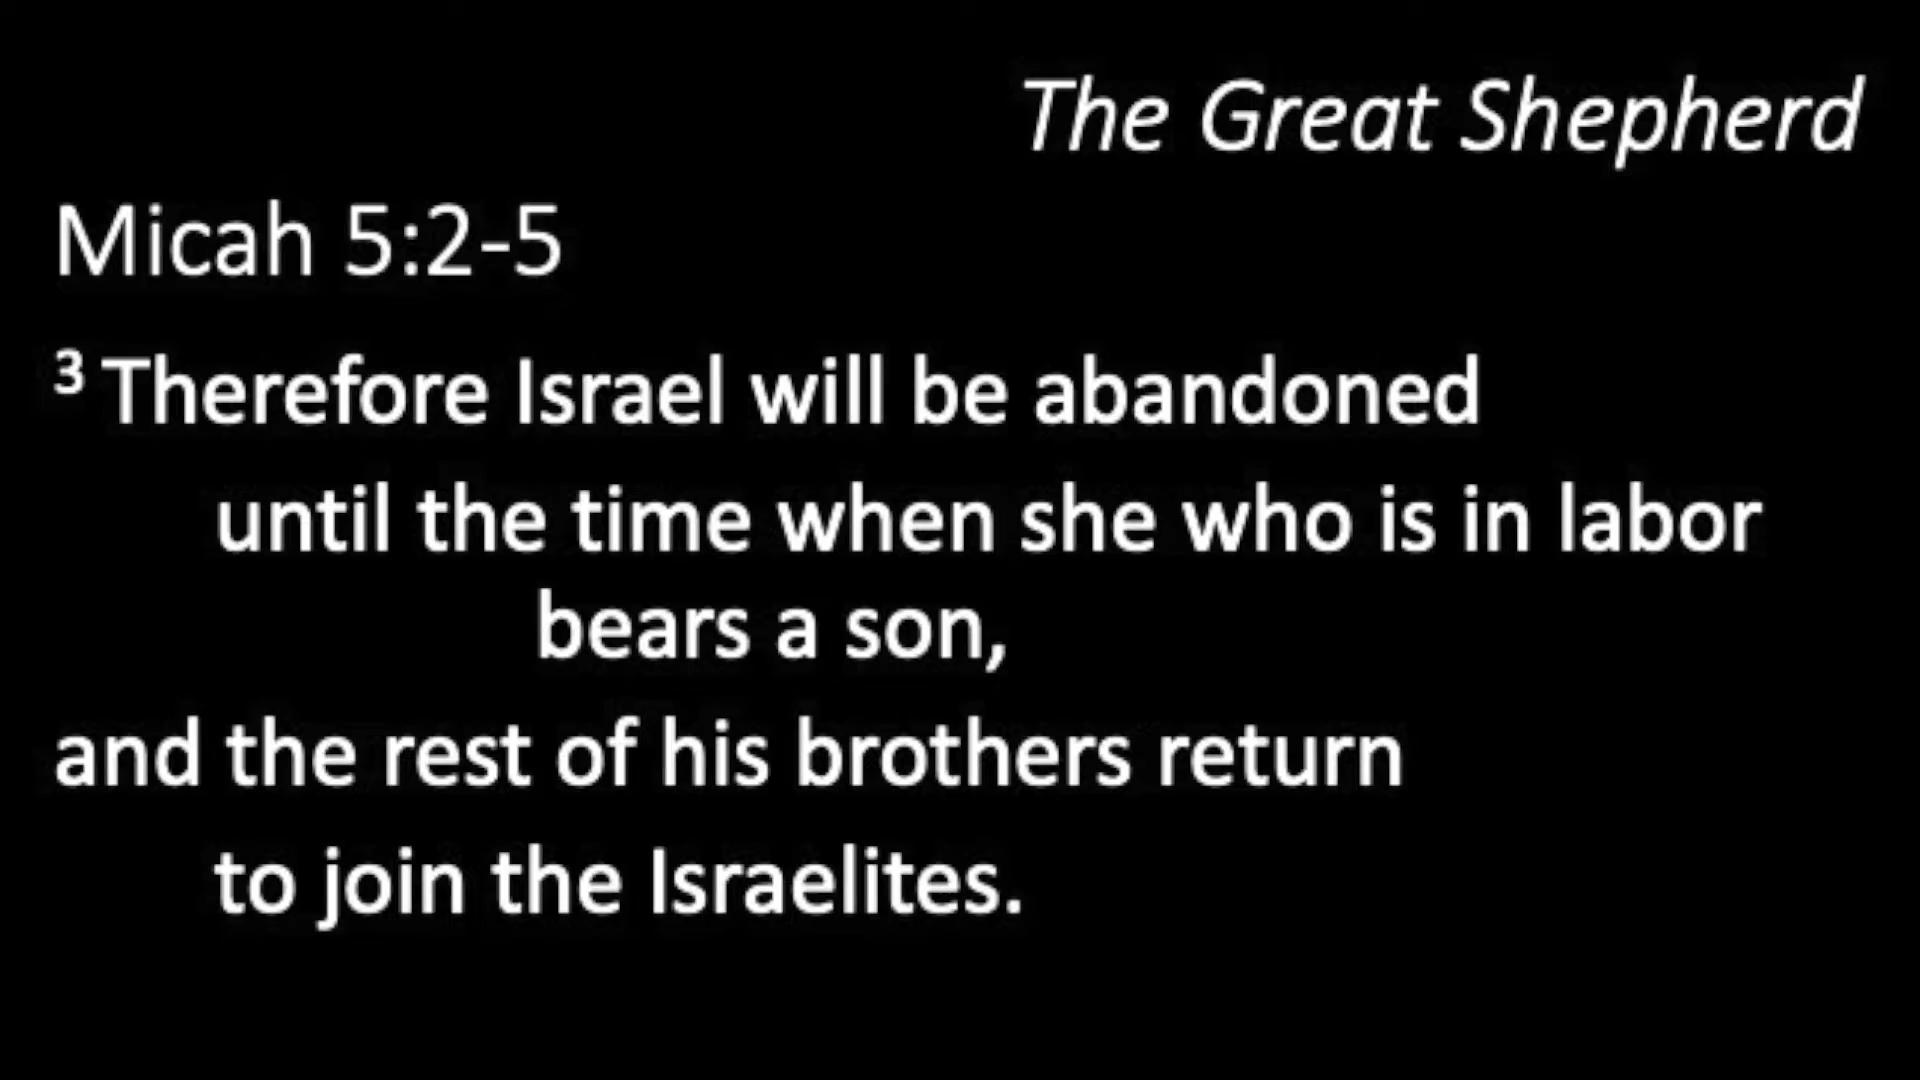 The Great Shepherd
Micah 5:2-5
3 Therefore Israel will be abandoned
until the time when she who is in labor
bears a son,
and the rest of his brothers return
to join the Israelites.